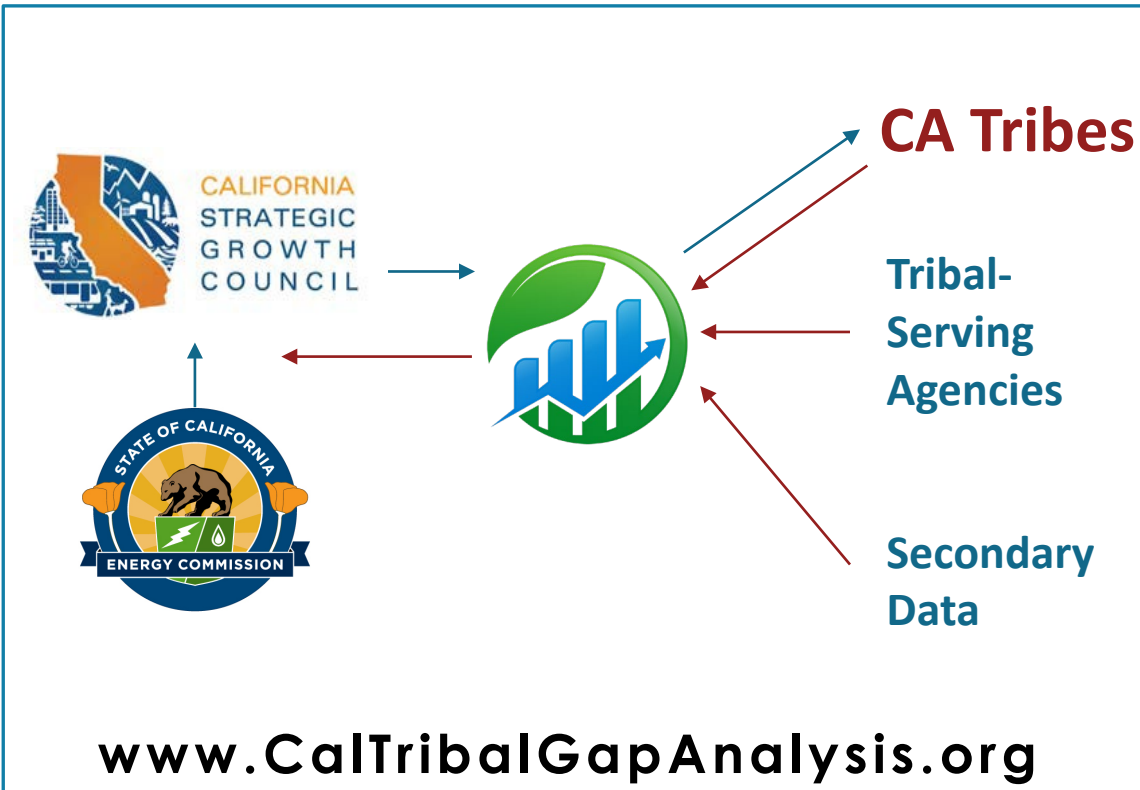 CA Tribes
CALIFORNIA
STRATEGIC
GROWTH
COUNCIL
Tribal-
Serving
Agencies
STATE OF CALIFORNIA
ENERGY COMMISSION
Secondary
Data
www.CalTribalGapAnalysis.org